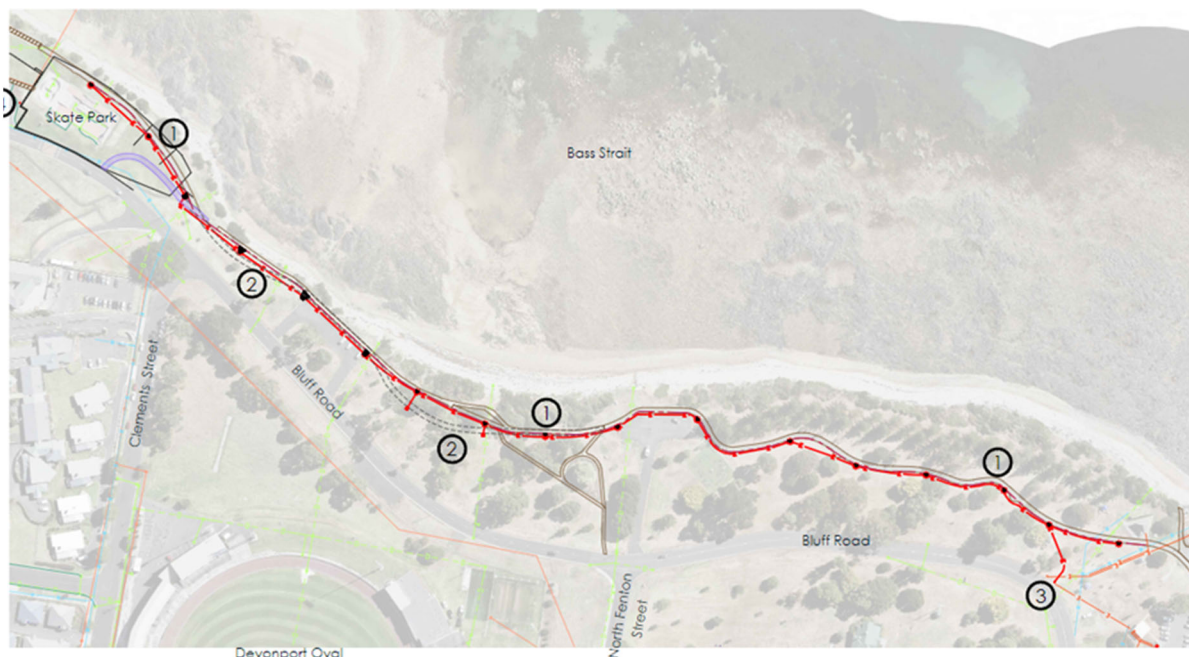 Skate Park
1
4
Bass Strait
2
Clements Street
Bluff Road
1
2
1
Bluff Road
3
North Fenton
Street
Devonport Oval